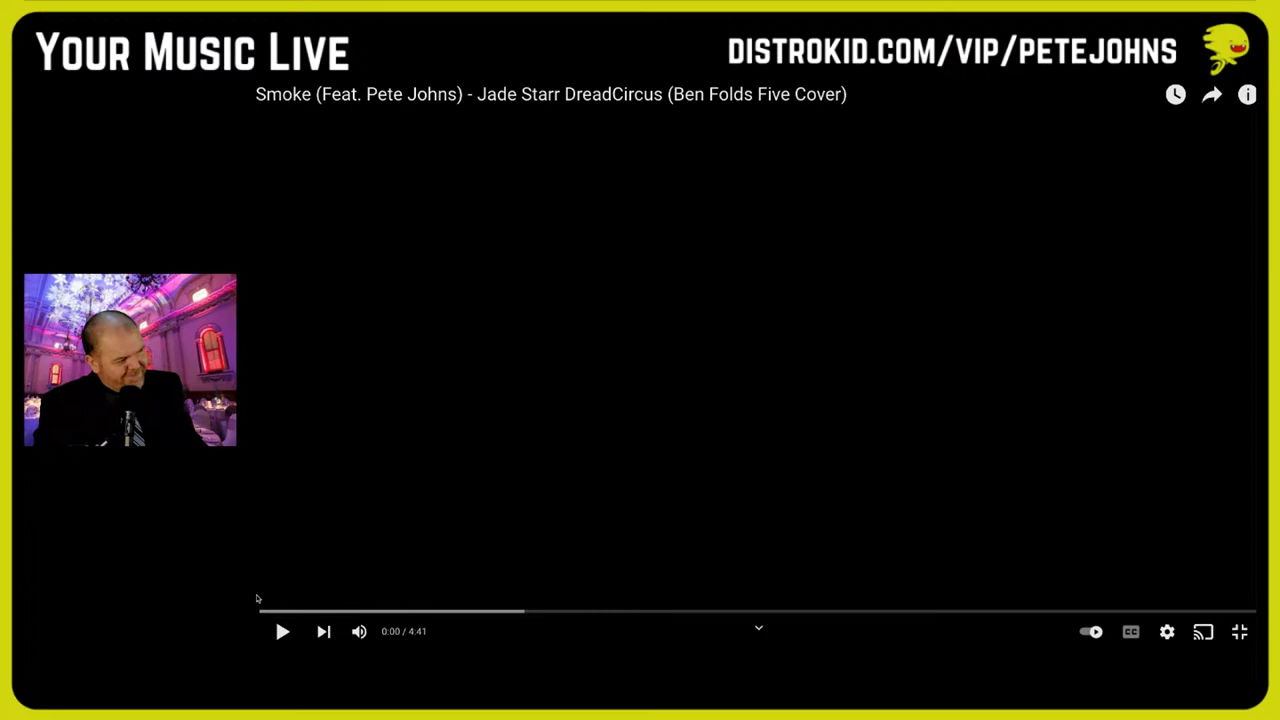 Your Music Live
distrokid.com/vip/petejohns
Smoke (Feat. Pete Johns) - Jade Starr DreadCircus (Ben Folds Five Cover)
0:00 / 4:41
CC